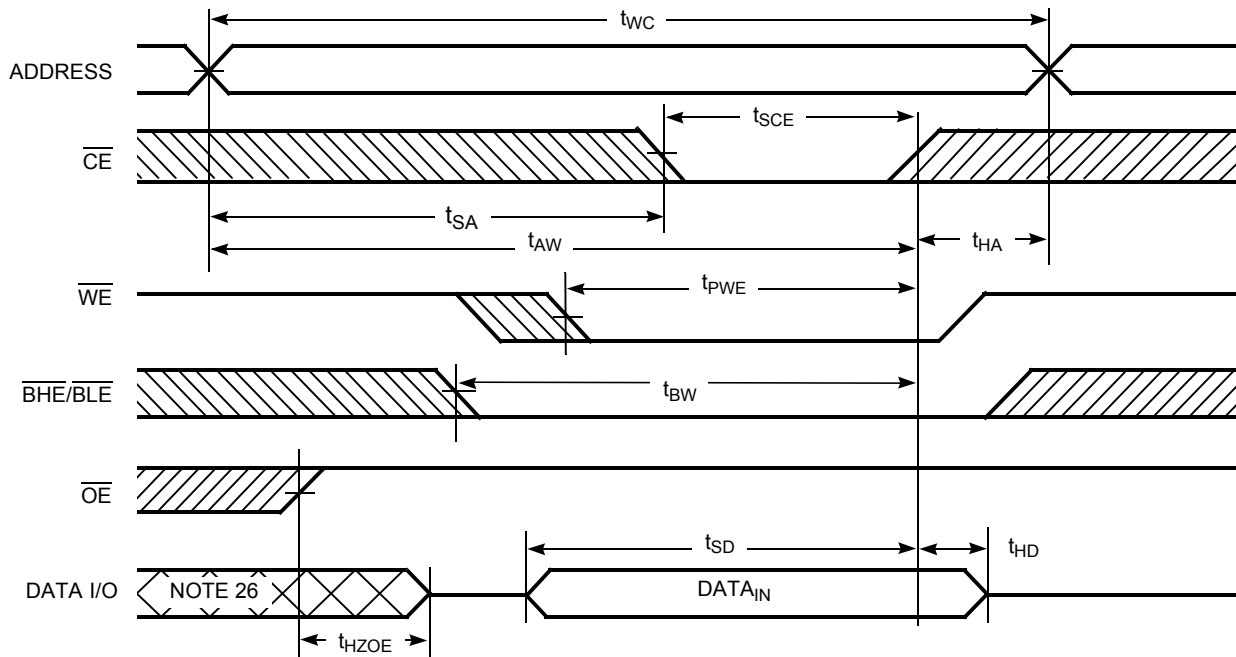 tWC
ADDRESS
tSCE
CE
tSA
tAW
tHA
WE
tPWE
BHE/BLE
tBW
OE
tSD
tHD
DATA I/O
NOTE 26
DATAIN
tHZOE